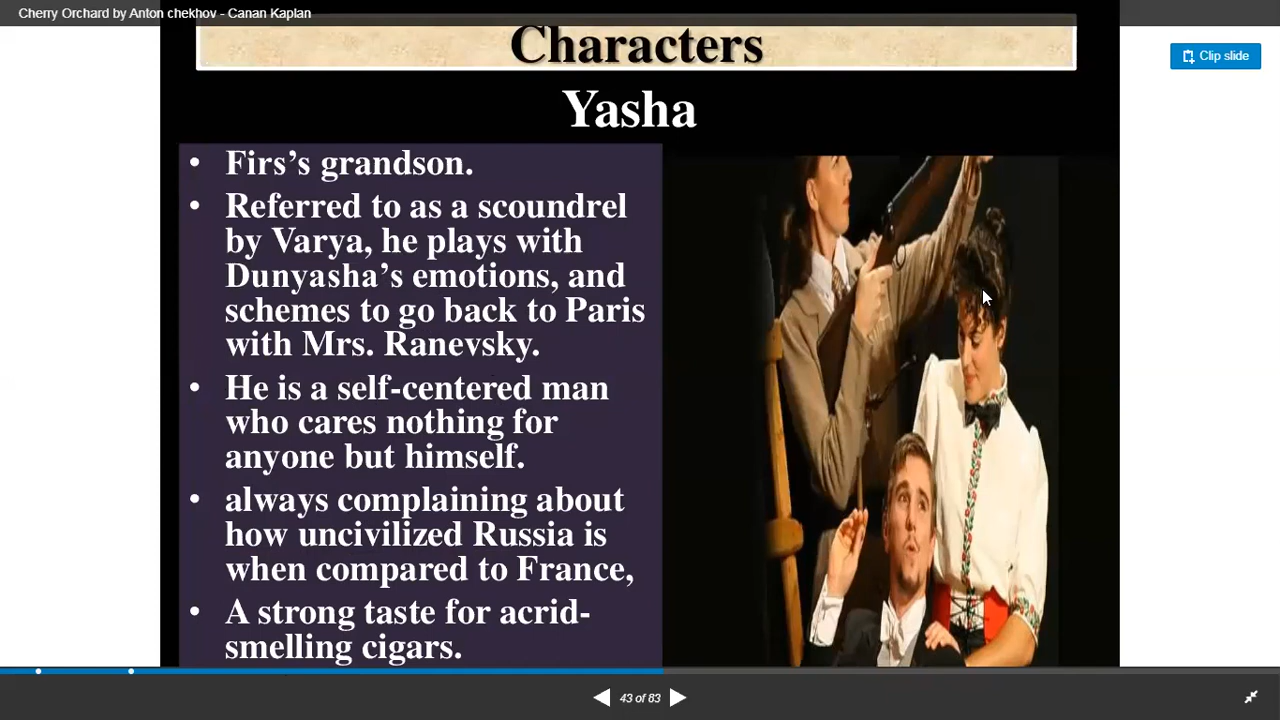 Cherry Orchard by Anton chekhov - Canan Kaplan
Characters
Clip slide
Yasha
• Firs’s grandson.
• Referred to as a scoundrel
by Varya, he plays with
Dunyasha’s emotions, and
schemes to go back to Paris
with Mrs. Ranevsky.
• He is a self-centered man
who cares nothing for
anyone but himself.
• always complaining about
how uncivilized Russia is
when compared to France,
• A strong taste for acrid-
smelling cigars.
43 of 83